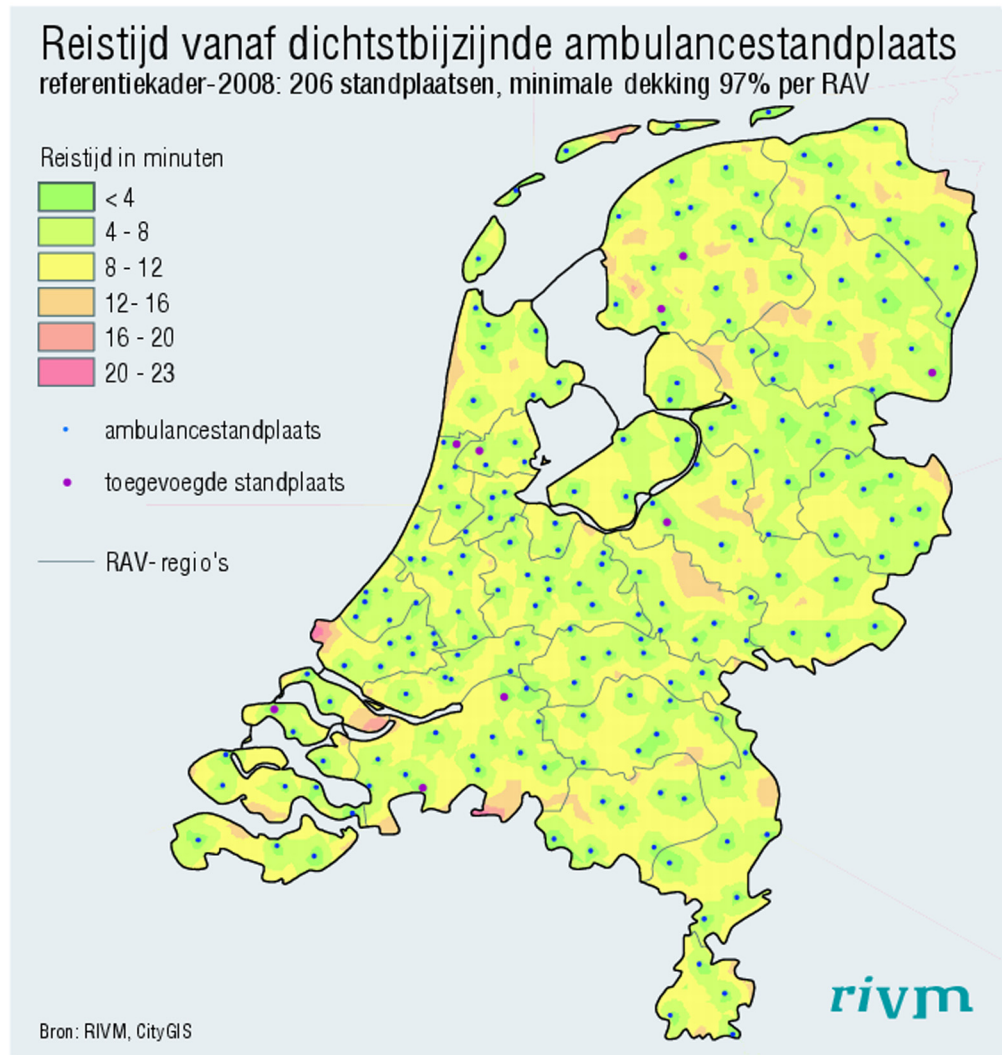 Reistijd vanaf dichtstbijzijnde ambulancestandplaats
referentiekader-2008: 206 standplaatsen, minimale dekking 97% per RAV
Reistijd in minuten
< 4
4 - 8
8 - 12
12 - 16
16 - 20
20 - 23
ambulancestandplaats
toegevoegde standplaats
RAV- regio's
rivm
Bron: RIVM, CityGIS